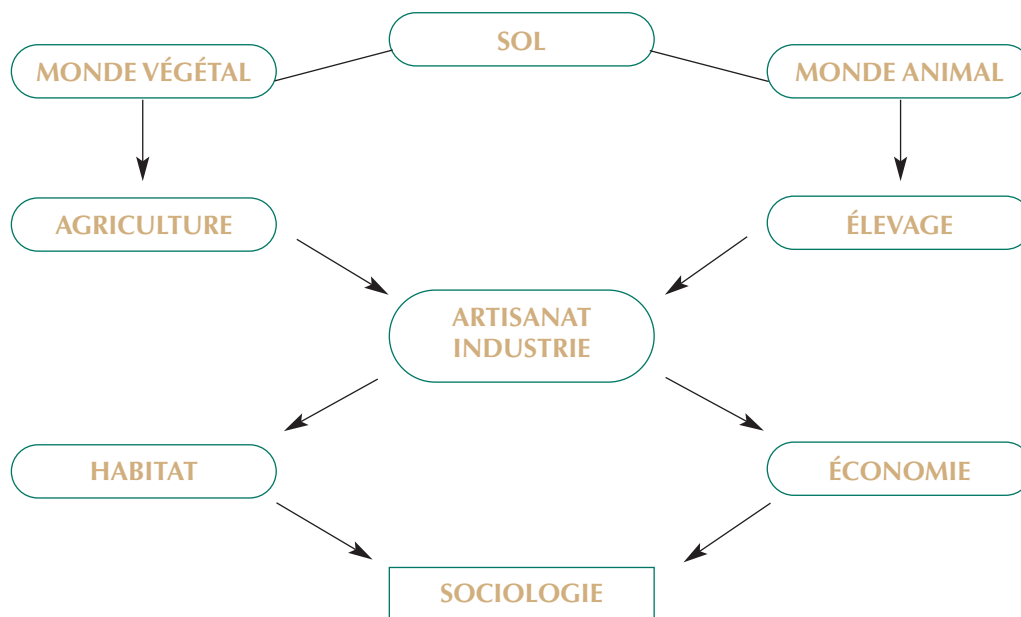 SOL
MONDE VÉGÉTAL
MONDE ANIMAL
AGRICULTURE
ÉLEVAGE
ARTISANAT
INDUSTRIE
HABITAT
ÉCONOMIE
SOCIOLOGIE